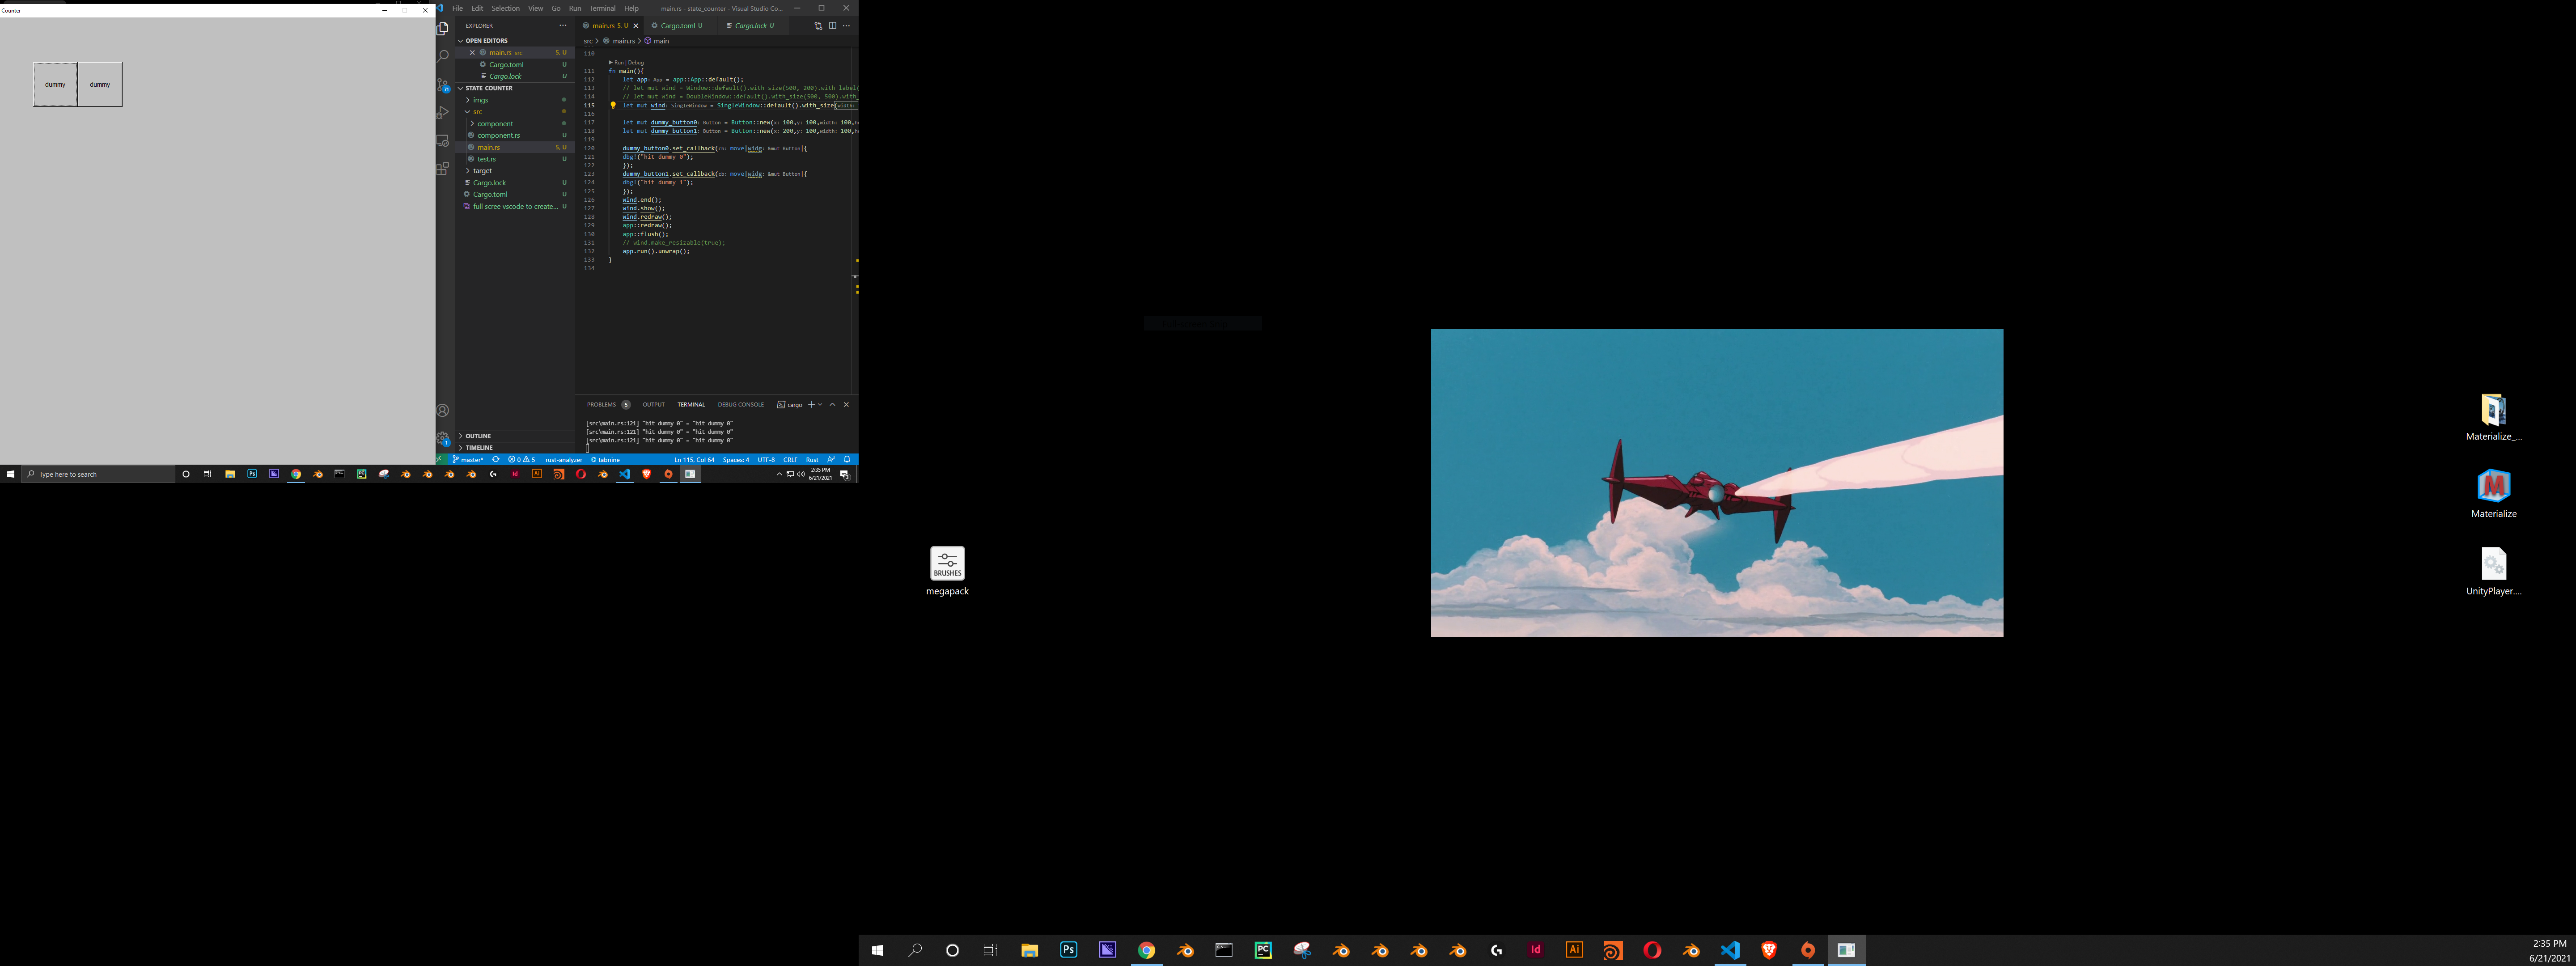 Counter
dummy
dummy
File Edit Selection View Go Run Terminal Help
main.rs - state_counter - Visual Studio Co...
EXPLORER
OPEN EDITORS
main.rs src 5, U
Cargo.toml U
Cargo.lock U
STATE_COUNTER
imgs
src
component
component.rs U
main.rs 5, U
test.rs U
target
Cargo.lock U
Cargo.toml U
full scree vscode to create... U
OUTLINE
TIMELINE
main.rs 5, U
Cargo.toml U
Cargo.lock U
src > main.rs > main
110
Run | Debug
111 fn main(){
112 let app: App = app::App::default();
113 // let mut wind = Window::default().with_size(500, 200).with_label(
114 // let mut wind = DoubleWindow::default().with_size(500, 500).with_
115 let mut wind: SingleWindow = SingleWindow::default().with_size(width:
116
117 let mut dummy_button0: Button = Button::new(x: 100,y: 100,width: 100,
118 let mut dummy_button1: Button = Button::new(x: 200,y: 100,width: 100,
119
120 dummy_button0.set_callback(cb: move|widg: &mut Button|{
121 dbg!("hit dummy 0");
122 });
123 dummy_button1.set_callback(cb: move|widg: &mut Button|{
124 dbg!("hit dummy 1");
125 });
126 wind.end();
127 wind.show();
128 wind.redraw();
129 app::redraw();
130 app::flush();
131 // wind.make_resizable(true);
132 app.run().unwrap();
133 }
134
PROBLEMS 5 OUTPUT TERMINAL DEBUG CONSOLE cargo
[src\main.rs:121] "hit dummy 0" = "hit dummy 0"
[src\main.rs:121] "hit dummy 0" = "hit dummy 0"
[src\main.rs:121] "hit dummy 0" = "hit dummy 0"
master* 0 5 rust-analyzer tabnine Ln 115, Col 64 Spaces: 4 UTF-8 CRLF Rust
Type here to search
2:35 PM
6/21/2021
BRUSHES
megapack
Materialize_...
Materialize
UnityPlayer....
2:35 PM
6/21/2021